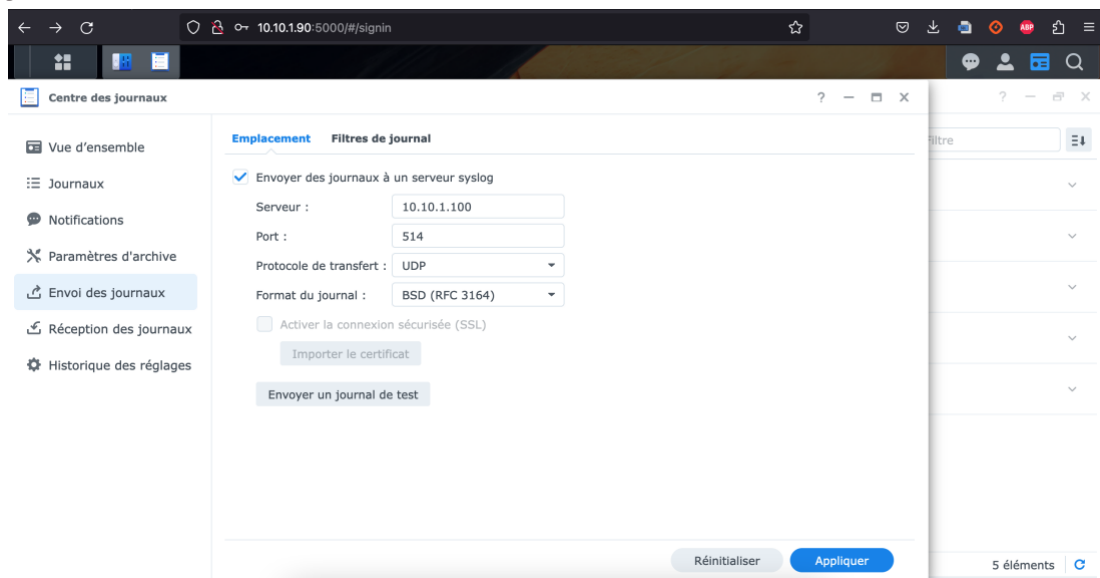 10.10.1.90:5000/#/signin
ABP
Centre des journaux
?
?
Vue d'ensemble
Journaux
Notifications
Paramètres d'archive
Envoi des journaux
Réception des journaux
Historique des réglages
Emplacement Filtres de journal
Envoyer des journaux à un serveur syslog
Serveur : 10.10.1.100
Port : 514
Protocole de transfert : UDP
Format du journal : BSD (RFC 3164)
Activer la connexion sécurisée (SSL)
Importer le certificat
Envoyer un journal de test
Réinitialiser Appliquer
Filtre
5 éléments